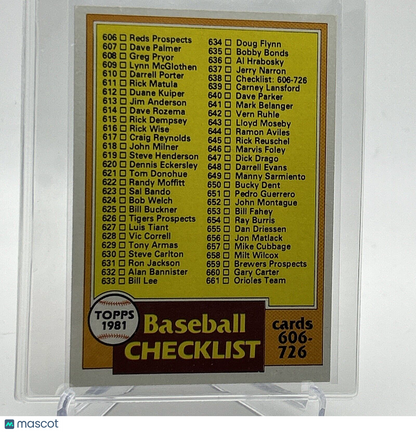 606 Reds Prospects
607 Dave Palmer
608 Greg Pryor
609 Lynn McGlothen
610 Darrell Porter
611 Rick Matula
612 Duane Kuiper
613 Jim Anderson
614 Dave Rozema
615 Rick Dempsey
616 Rick Wise
617 Craig Reynolds
618 John Milner
619 Steve Henderson
620 Dennis Eckersley
621 Tom Donohue
622 Randy Moffitt
623 Sal Bando
624 Bob Welch
625 Bill Buckner
626 Tigers Prospects
627 Luis Tiant
628 Vic Correll
629 Tony Armas
630 Steve Carlton
631 Ron Jackson
632 Alan Bannister
633 Bill Lee
634 Doug Flynn
635 Bobby Bonds
636 Al Hrabosky
637 Jerry Narron
638 Checklist: 606-726
639 Carney Lansford
640 Dave Parker
641 Mark Belanger
642 Vern Ruhle
643 Lloyd Moseby
644 Ramon Aviles
645 Rick Reuschel
646 Marvis Foley
647 Dick Drago
648 Darrell Evans
649 Manny Sarmiento
650 Bucky Dent
651 Pedro Guerrero
652 John Montague
653 Bill Fahey
654 Ray Burris
655 Dan Driessen
656 Jon Matlack
657 Mike Cubbage
658 Milt Wilcox
659 Brewers Prospects
660 Gary Carter
661 Orioles Team
TOPPS
1981
Baseball
CHECKLIST
cards
606-
726
mascot